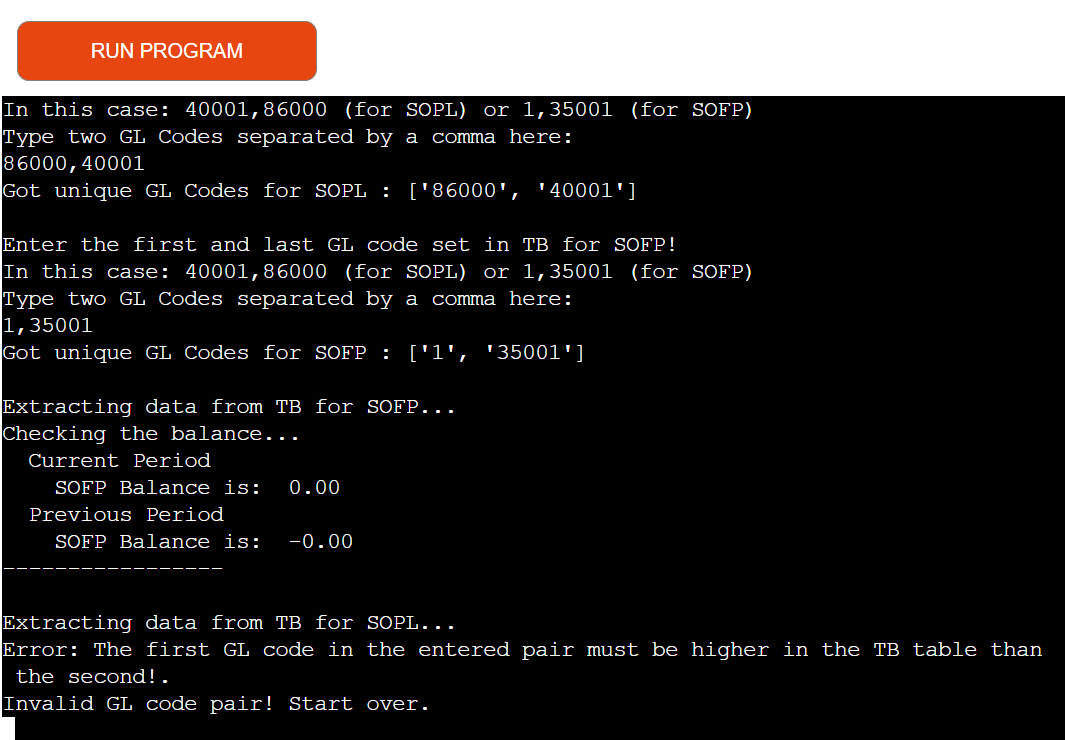 RUN PROGRAM
In this case: 40001,86000 (for SOPL) or 1,35001 (for SOFP)
Type two GL Codes separated by a comma here:
86000,40001
Got unique GL Codes for SOPL : ['86000', '40001']
Enter the first and last GL code set in TB for SOFP!
In this case: 40001,86000 (for SOPL) or 1,35001 (for SOFP)
Type two GL Codes separated by a comma here:
1,35001
Got unique GL Codes for SOFP : ['1', '35001']
Extracting data from TB for SOFP...
Checking the balance...
  Current Period
    SOFP Balance is:  0.00
  Previous Period
    SOFP Balance is:  -0.00
-----------------
Extracting data from TB for SOPL...
Error: The first GL code in the entered pair must be higher in the TB table than
 the second!.
Invalid GL code pair! Start over.